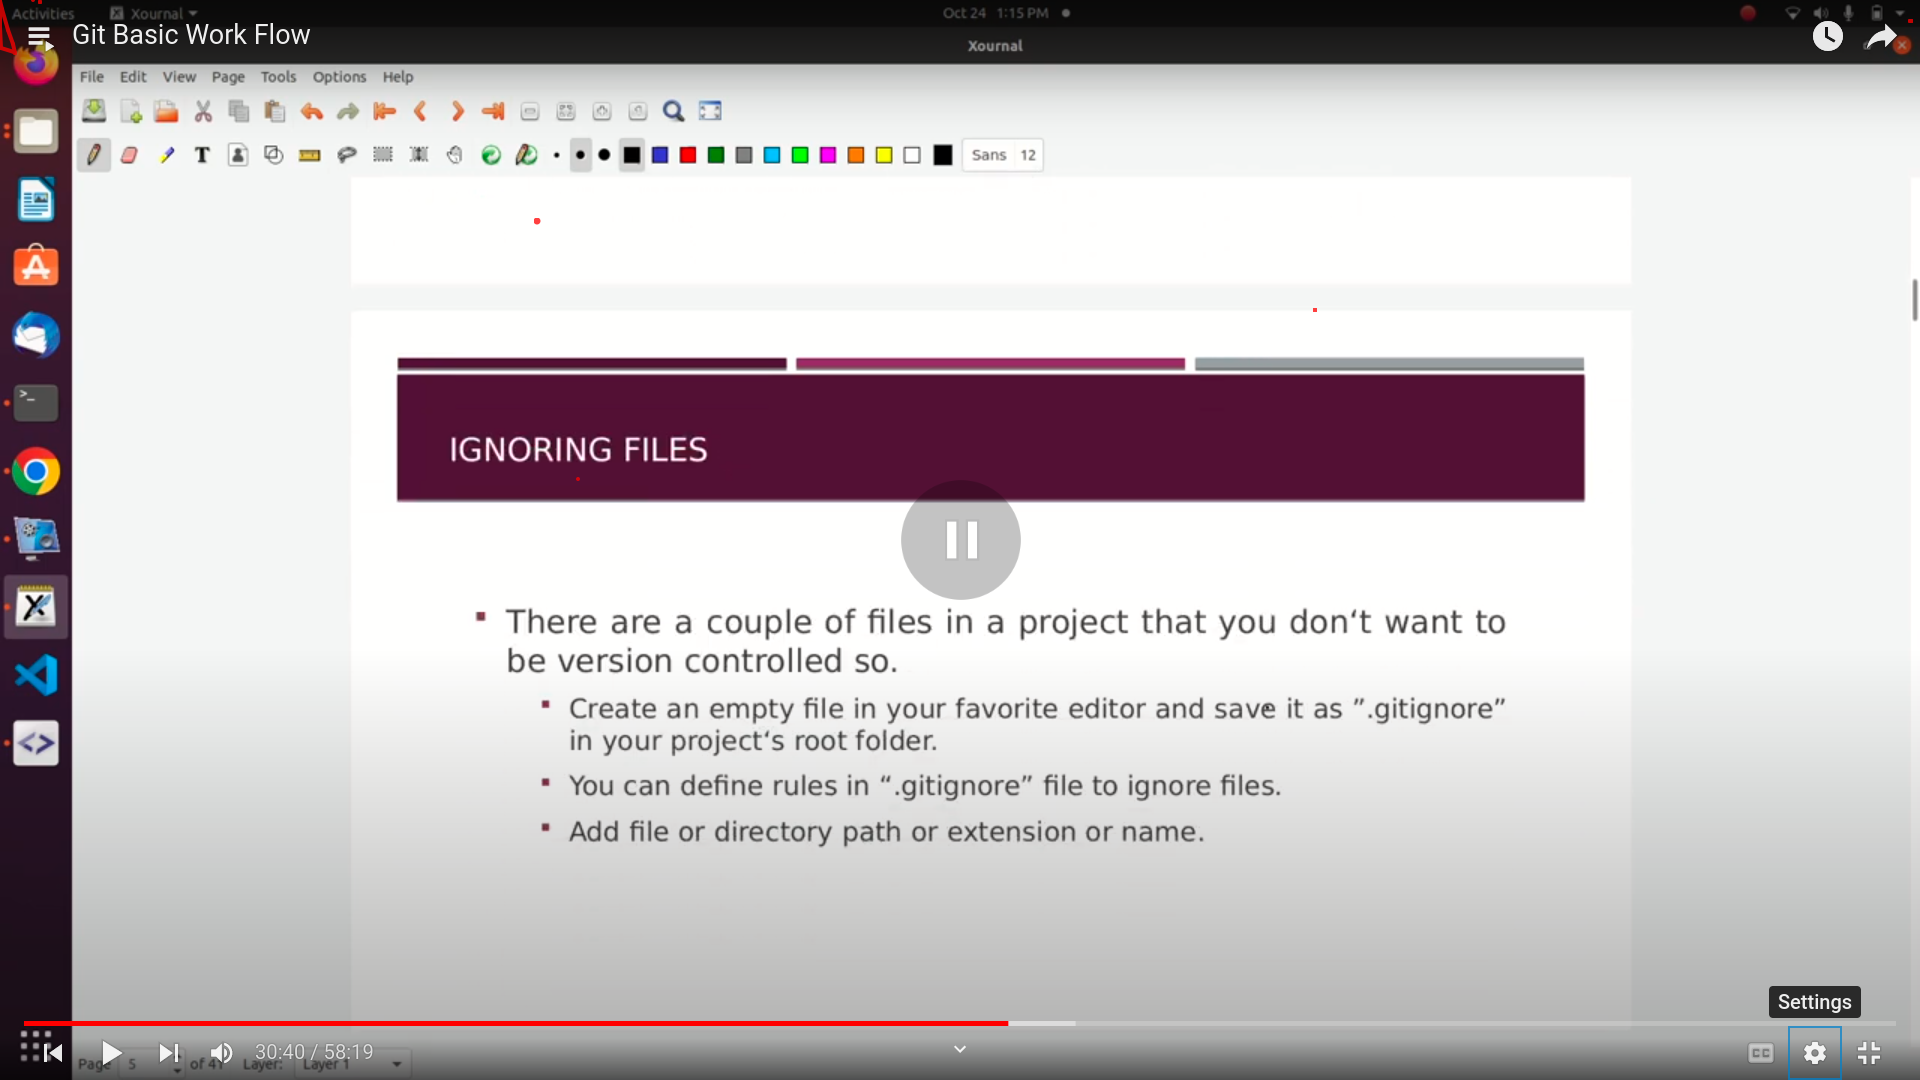 Activities Xournal Oct 24 1:15 PM
Git Basic Work Flow
Xournal
File Edit View Page Tools Options Help
T Sans 12
IGNORING FILES
There are a couple of files in a project that you don‘t want to
be version controlled so.
Create an empty file in your favorite editor and save it as ”.gitignore”
in your project‘s root folder.
You can define rules in “.gitignore” file to ignore files.
Add file or directory path or extension or name.
Settings
30:40 / 58:19 CC
Page 5 of 41 Layer: Layer 1